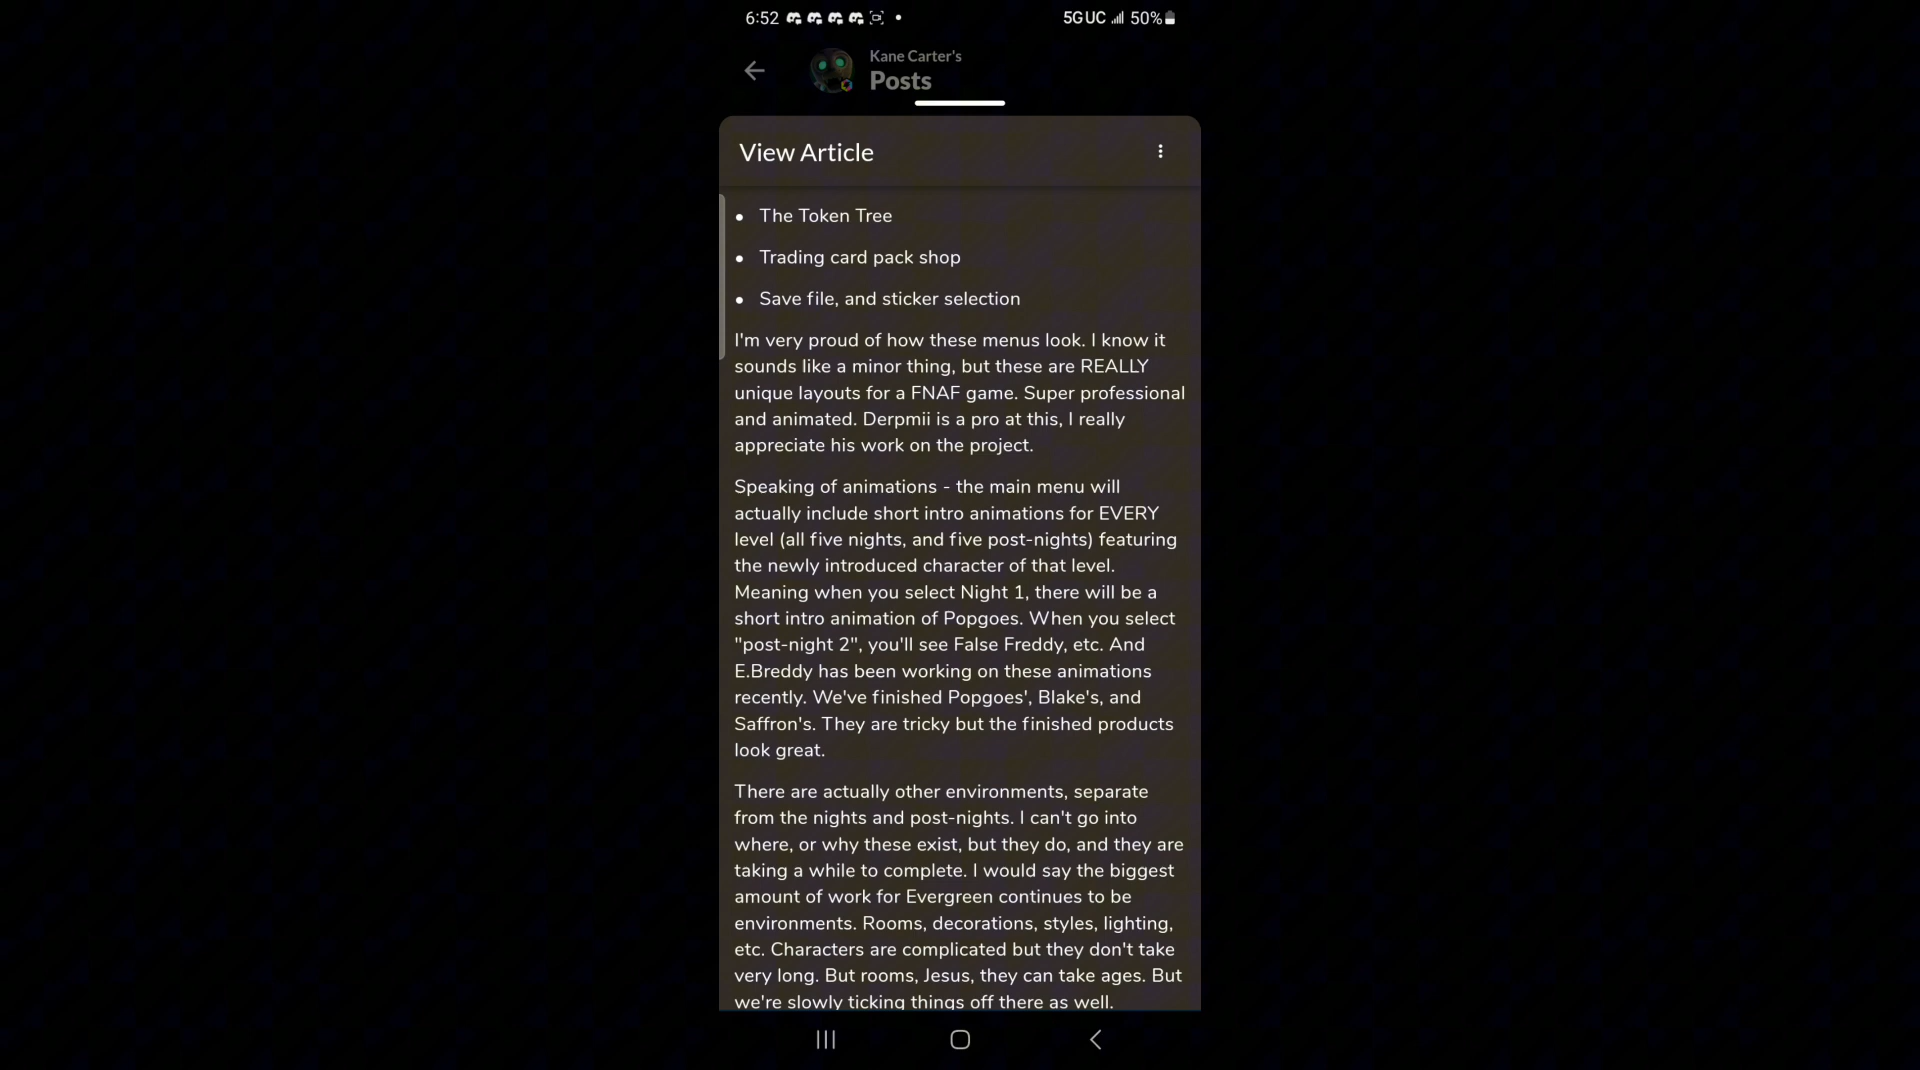 6:52
5G UC 50%
Kane Carter's
Posts
View Article
• The Token Tree
• Trading card pack shop
• Save file, and sticker selection
I'm very proud of how these menus look. I know it
sounds like a minor thing, but these are REALLY
unique layouts for a FNAF game. Super professional
and animated. Derpmii is a pro at this, I really
appreciate his work on the project.
Speaking of animations - the main menu will
actually include short intro animations for EVERY
level (all five nights, and five post-nights) featuring
the newly introduced character of that level.
Meaning when you select Night 1, there will be a
short intro animation of Popgoes. When you select
"post-night 2", you'll see False Freddy, etc. And
E.Breddy has been working on these animations
recently. We've finished Popgoes', Blake's, and
Saffron's. They are tricky but the finished products
look great.
There are actually other environments, separate
from the nights and post-nights. I can't go into
where, or why these exist, but they do, and they are
taking a while to complete. I would say the biggest
amount of work for Evergreen continues to be
environments. Rooms, decorations, styles, lighting,
etc. Characters are complicated but they don't take
very long. But rooms, Jesus, they can take ages. But
we're slowly ticking things off there as well.